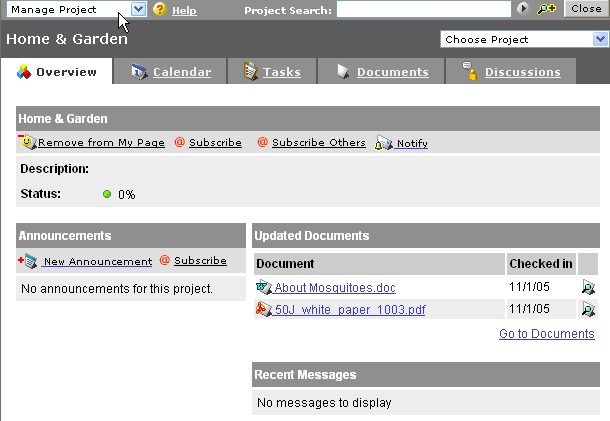 Manage Project Help Project Search: Close
Home & Garden Choose Project
Overview Calendar Tasks Documents Discussions
Home & Garden
Remove from My Page @ Subscribe @ Subscribe Others Notify
Description:
Status: 0%
Announcements
New Announcement @ Subscribe
No announcements for this project.
Updated Documents
Document Checked in
About Mosquitoes.doc 11/1/05
50J_white_paper_1003.pdf 11/1/05
Go to Documents
Recent Messages
No messages to display